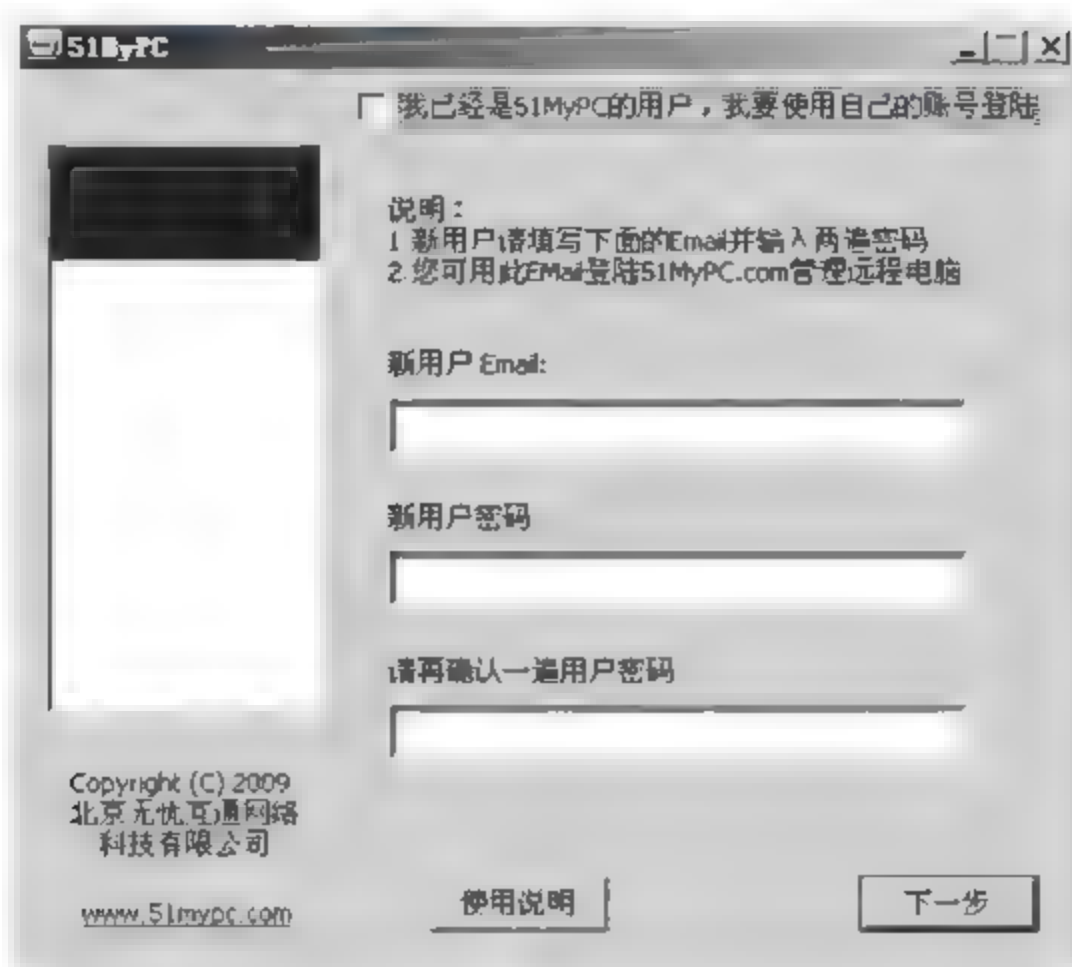 51MyPC
我已经是51MyPC的用户，我要使用自己的账号登陆
说明：
1 新用户请填写下面的Email并输入两遍密码
2.您可用此EMail登陆51MyPC.com管理远程电脑
新用户 Email:
新用户密码
请再确认一遍用户密码
Copyright (C) 2009
北京无忧互通网络
科技有限公司
www.51mypc.com
使用说明
下一步